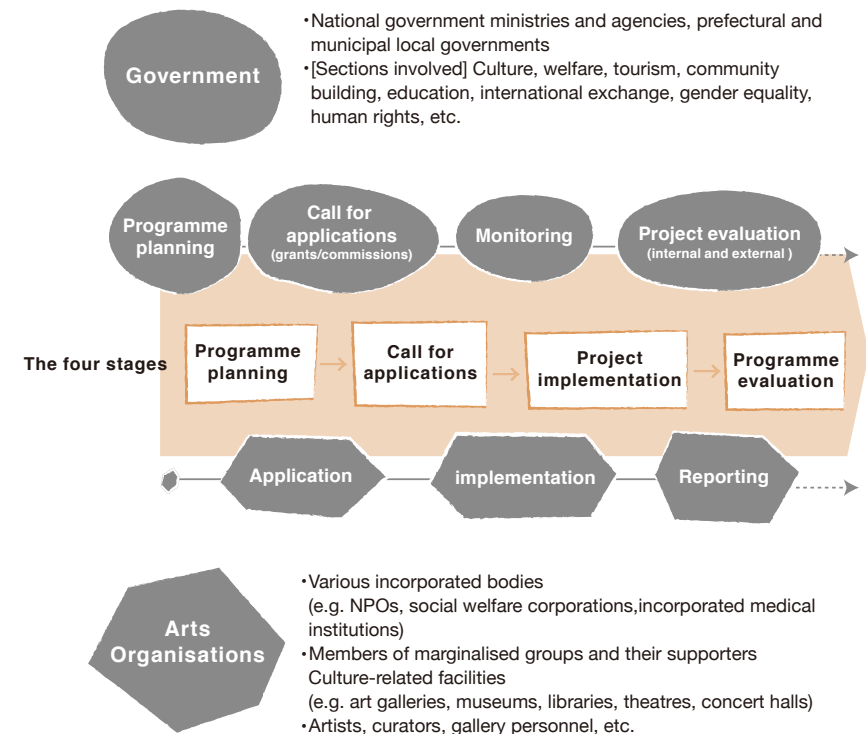 Government
・National government ministries and agencies, prefectural and
municipal local governments
・[Sections involved] Culture, welfare, tourism, community
building, education, international exchange, gender equality,
human rights, etc.
Programme
planning
Call for
applications
(grants/commissions)
Monitoring
Project evaluation
(internal and external )
The four stages
Programme
planning
Call for
applications
Project
implementation
Programme
evaluation
Application
implementation
Reporting
Arts
Organisations
・Various incorporated bodies
(e.g. NPOs, social welfare corporations,incorporated medical
institutions)
・Members of marginalised groups and their supporters
Culture-related facilities
(e.g. art galleries, museums, libraries, theatres, concert halls)
・Artists, curators, gallery personnel, etc.